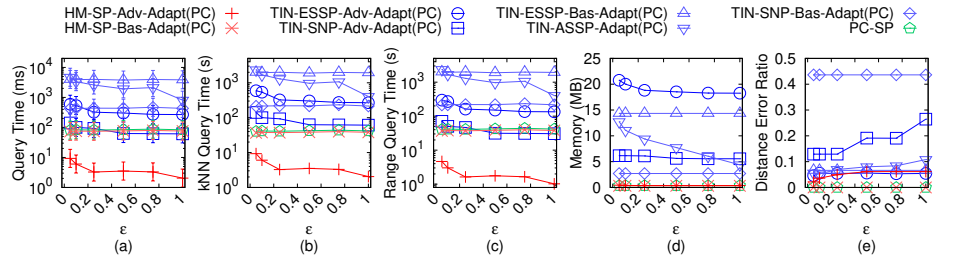 HM-SP-Adv-Adapt(PC) TIN-ESSP-Adv-Adapt(PC) TIN-ESSP-Bas-Adapt(PC) TIN-SNP-Bas-Adapt(PC)
HM-SP-Bas-Adapt(PC) TIN-SNP-Adv-Adapt(PC) TIN-ASSP-Adapt(PC) PC-SP
Query Time (ms)
10^4
10^3
10^2
10^1
10^0
0 0.2 0.4 0.6 0.8 1
ε
(a)
kNN Query Time (s)
10^3
10^2
10^1
10^0
0 0.2 0.4 0.6 0.8 1
ε
(b)
Range Query Time (s)
10^3
10^2
10^1
10^0
0 0.2 0.4 0.6 0.8 1
ε
(c)
Memory (MB)
25
20
15
10
5
0
0 0.2 0.4 0.6 0.8 1
ε
(d)
Distance Error Ratio
0.5
0.4
0.3
0.2
0.1
0
0 0.2 0.4 0.6 0.8 1
ε
(e)